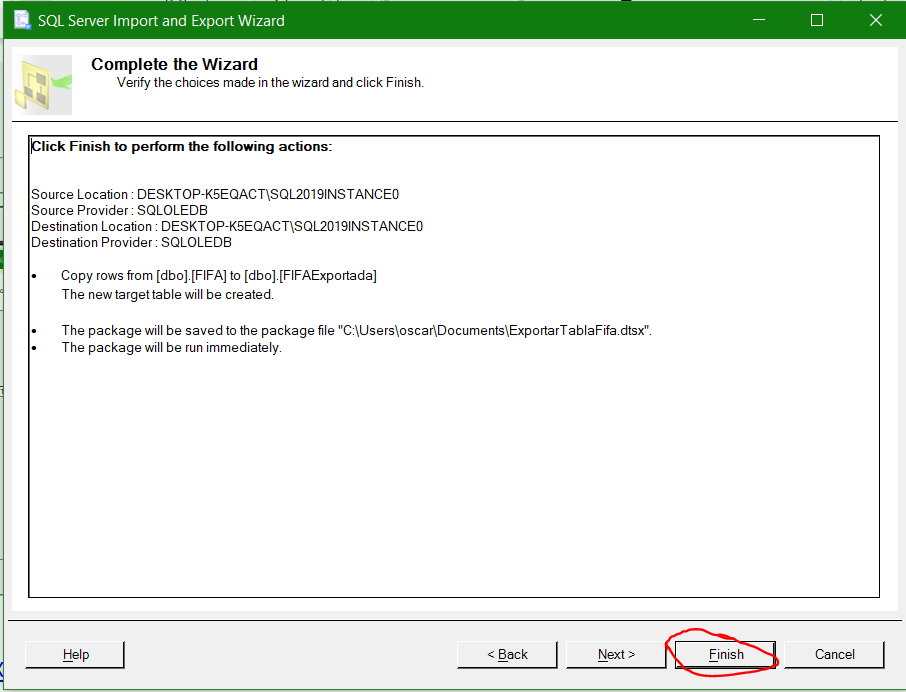 SQL Server Import and Export Wizard
Complete the Wizard
Verify the choices made in the wizard and click Finish.
Click Finish to perform the following actions:
Source Location : DESKTOP-K5EQACT\SQL2019INSTANCE0
Source Provider : SQLOLEDB
Destination Location : DESKTOP-K5EQACT\SQL2019INSTANCE0
Destination Provider : SQLOLEDB
• Copy rows from [dbo].[FIFA] to [dbo].[FIFAExportada]
The new target table will be created.
• The package will be saved to the package file "C:\Users\oscar\Documents\ExportarTablaFifa.dtsx".
• The package will be run immediately.
Help < Back Next > Finish Cancel